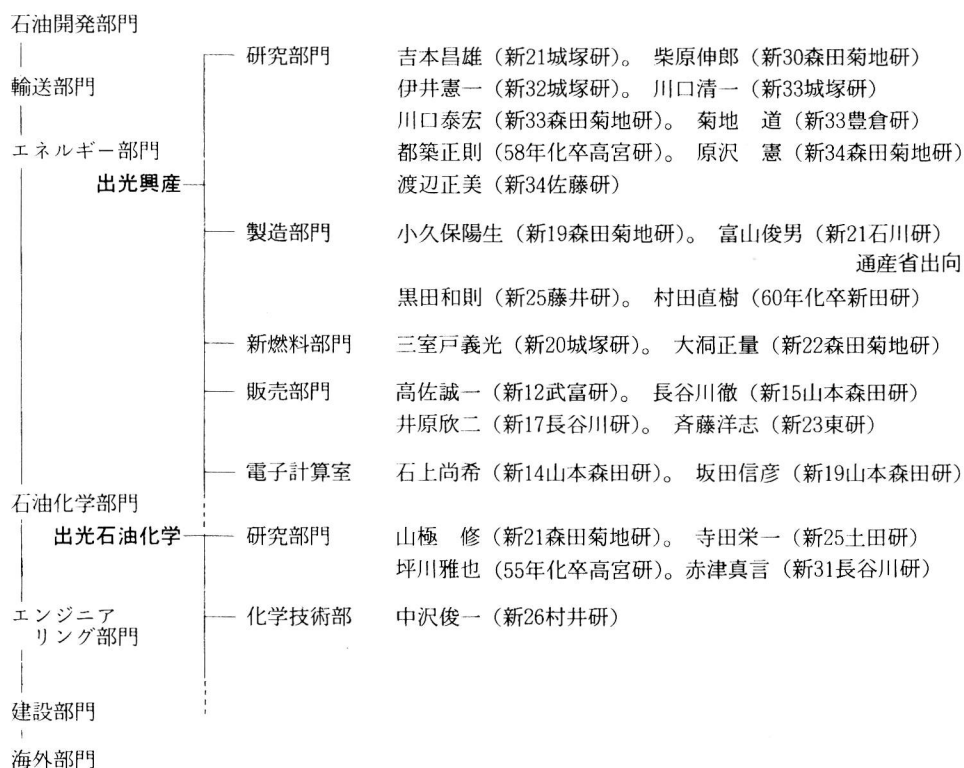 石油開発部門
研究部門 吉本昌雄（新21城塚研）。 柴原伸郎（新30森田菊地研）
輸送部門 伊井憲一（新32城塚研）。 川口清一（新33城塚研）
川口泰宏（新33森田菊地研）。 菊地　道（新33豊倉研）
エネルギー部門 都築正則（58年化卒高宮研）。 原沢　憲（新34森田菊地研）
出光興産 渡辺正美（新34佐藤研）
製造部門 小久保陽生（新19森田菊地研）。 富山俊男（新21石川研）
通産省出向
黒田和則（新25藤井研）。 村田直樹（60年化卒新田研）
新燃料部門 三室戸義光（新20城塚研）。 大洞正量（新22森田菊地研）
販売部門 高佐誠一（新12武富研）。 長谷川徹（新15山本森田研）
井原欣二（新17長谷川研）。 斉藤洋志（新23東研）
電子計算室 石上尚希（新14山本森田研）。 坂田信彦（新19山本森田研）
石油化学部門
出光石油化学 研究部門 山極　修（新21森田菊地研）。 寺田栄一（新25土田研）
坪川雅也（55年化卒高宮研）。赤津真言（新31長谷川研）
エンジニア 化学技術部 中沢俊一（新26村井研）
リング部門
建設部門
海外部門